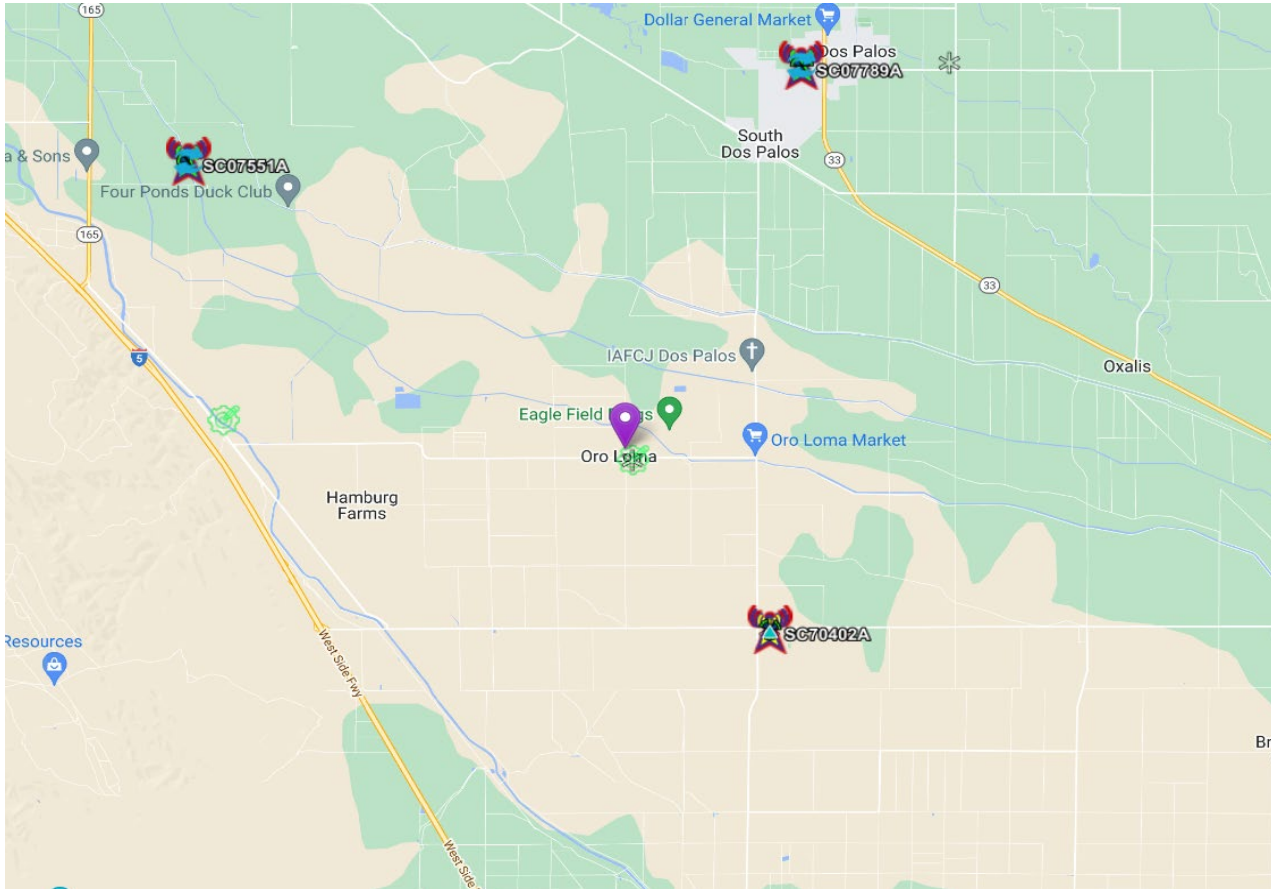 165
Dollar General Market
Dos Palos
SC07789A
South
Dos Palos
33
a & Sons
SC07551A
Four Ponds Duck Club
165
33
5
IAFCJ Dos Palos
Oxalis
Eagle Field
gs
Oro Loma Market
Oro Loma
Hamburg
Farms
SC70402A
Resources
West Side Fwy
Br
West Side